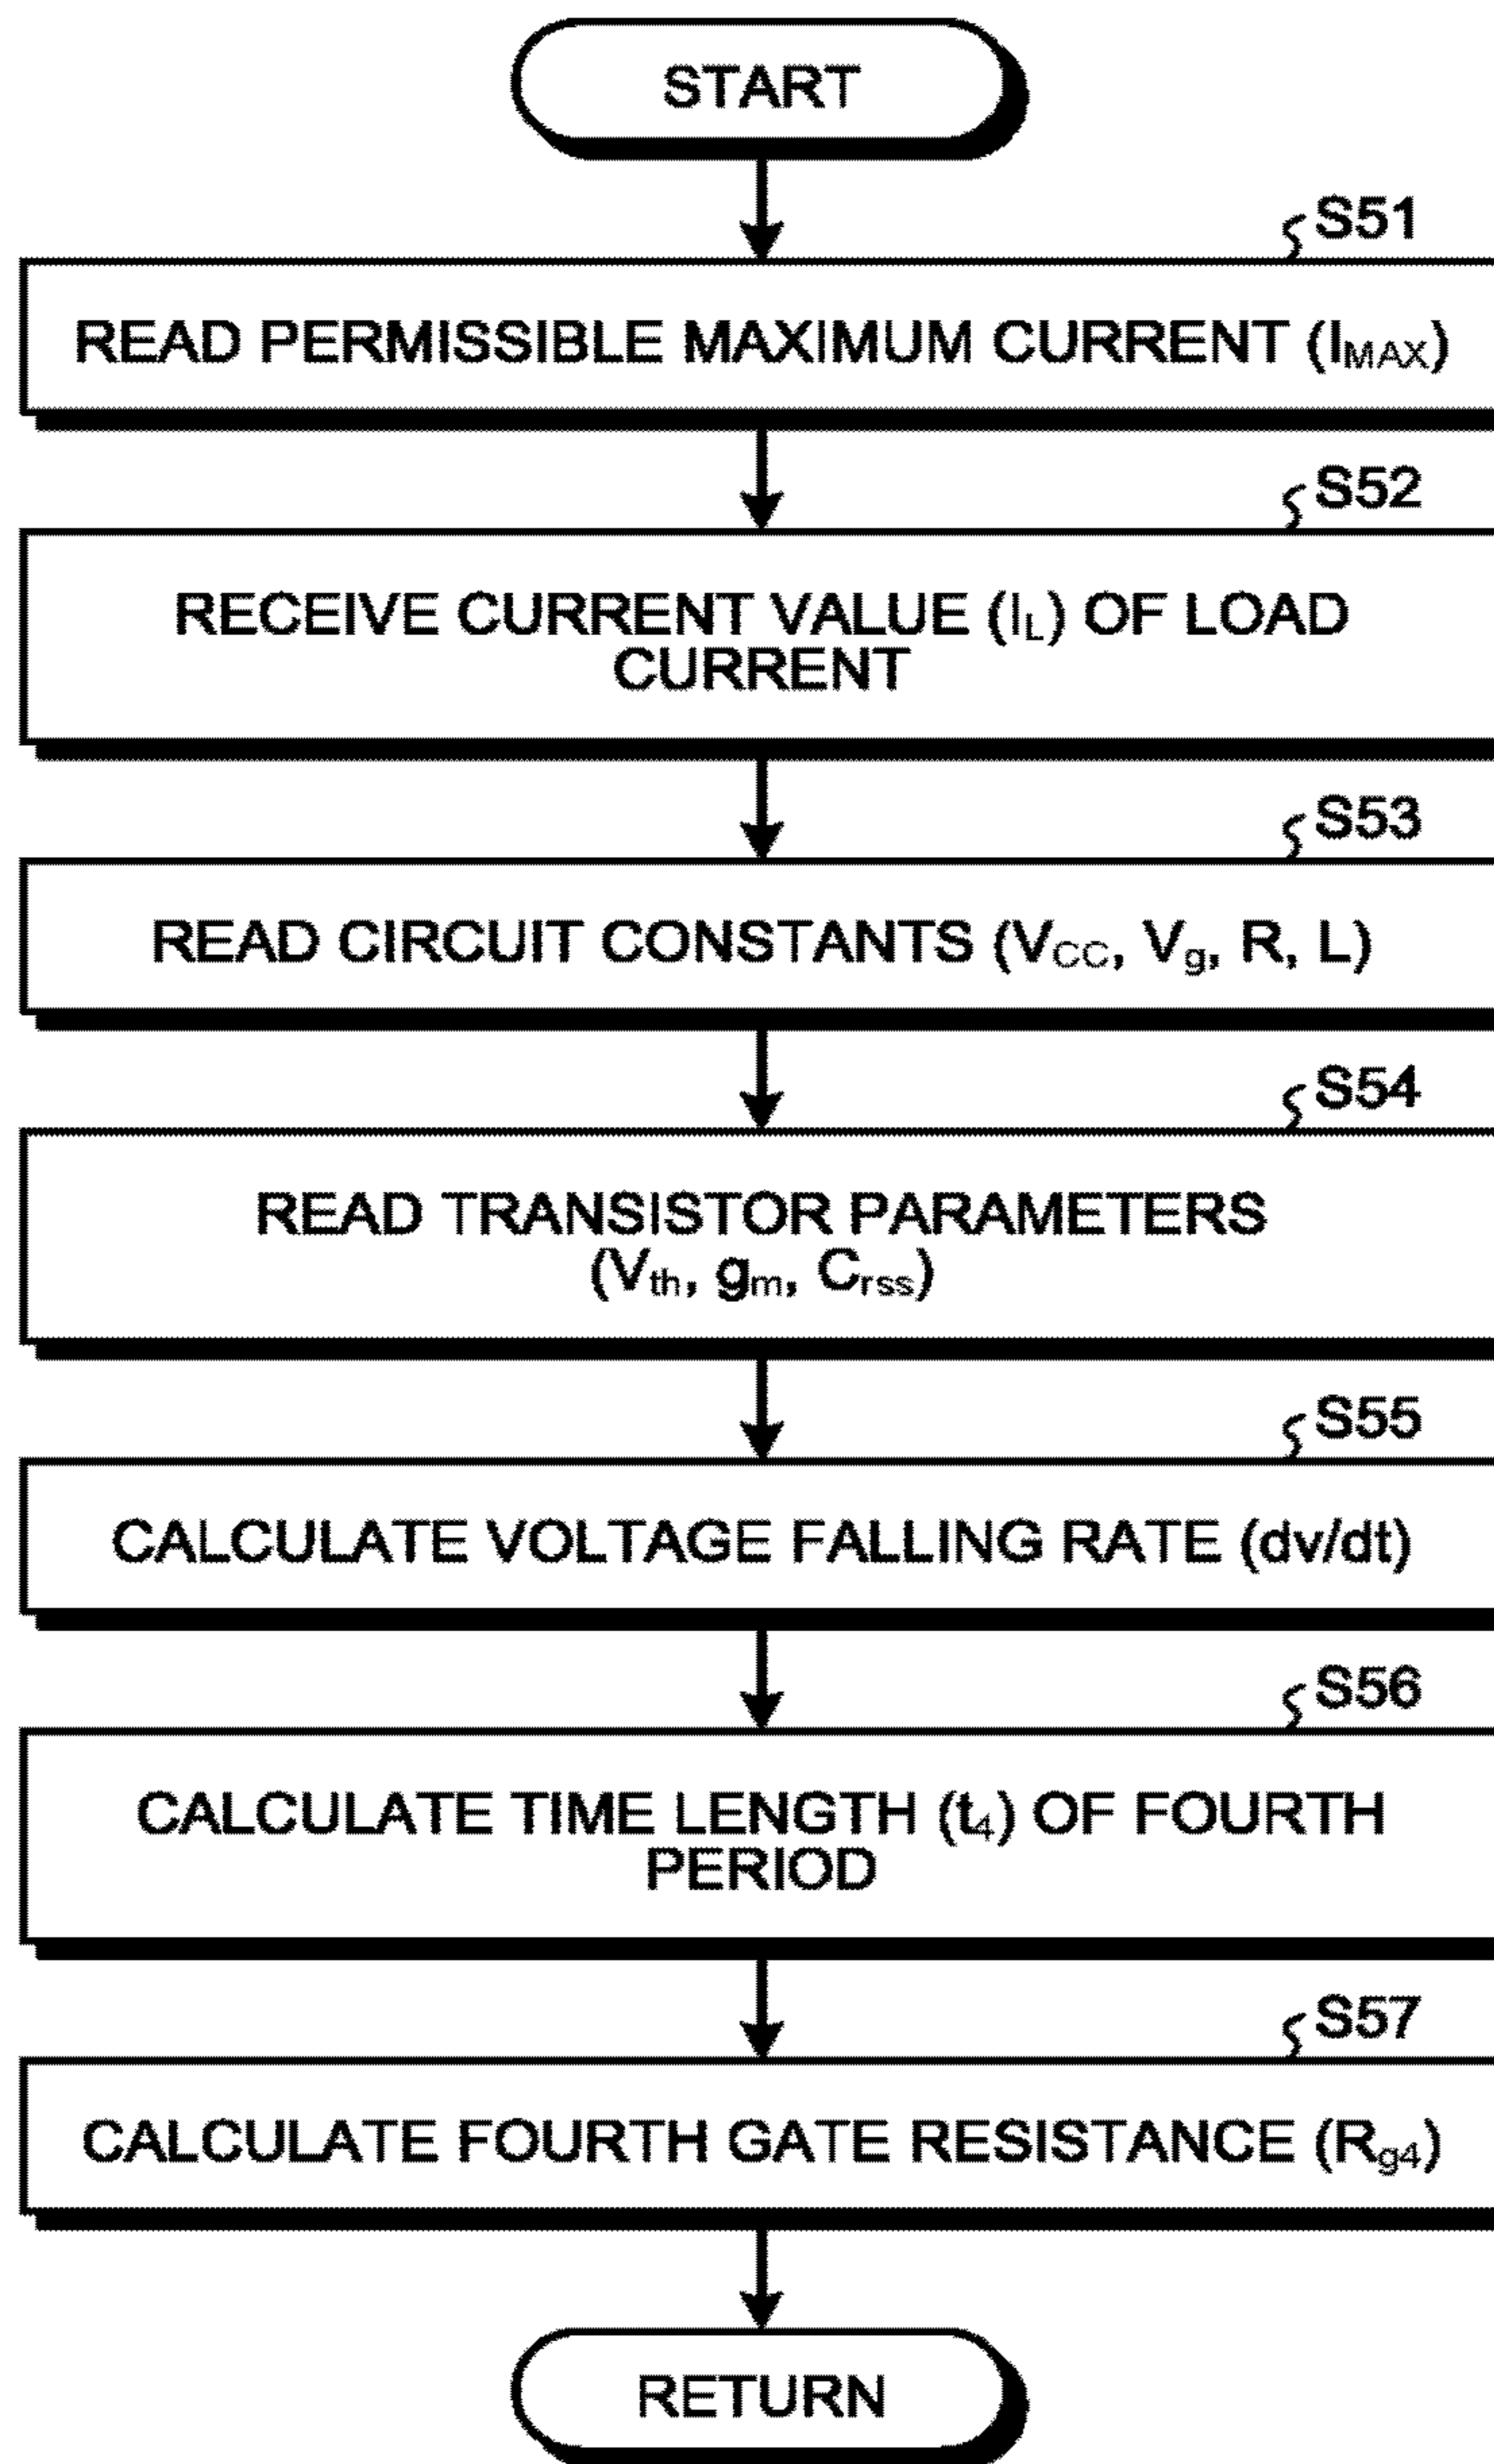 START
S51
READ PERMISSIBLE MAXIMUM CURRENT (IMAX)
S52
RECEIVE CURRENT VALUE (IL) OF LOAD
CURRENT
S53
READ CIRCUIT CONSTANTS (VCC, Vg, R, L)
S54
READ TRANSISTOR PARAMETERS
(Vth, gm, Crss)
S55
CALCULATE VOLTAGE FALLING RATE (dv/dt)
S56
CALCULATE TIME LENGTH (t4) OF FOURTH
PERIOD
S57
CALCULATE FOURTH GATE RESISTANCE (Rg4)
RETURN